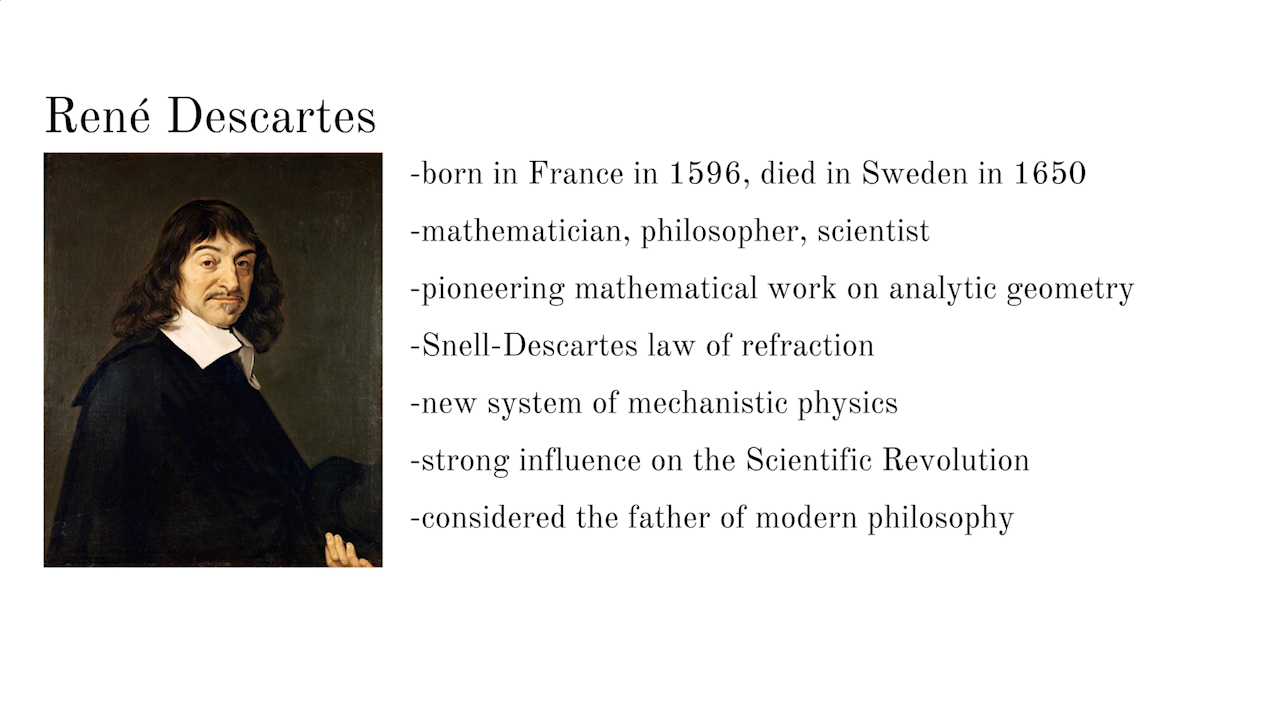 René Descartes
-born in France in 1596, died in Sweden in 1650
-mathematician, philosopher, scientist
-pioneering mathematical work on analytic geometry
-Snell-Descartes law of refraction
-new system of mechanistic physics
-strong influence on the Scientific Revolution
-considered the father of modern philosophy